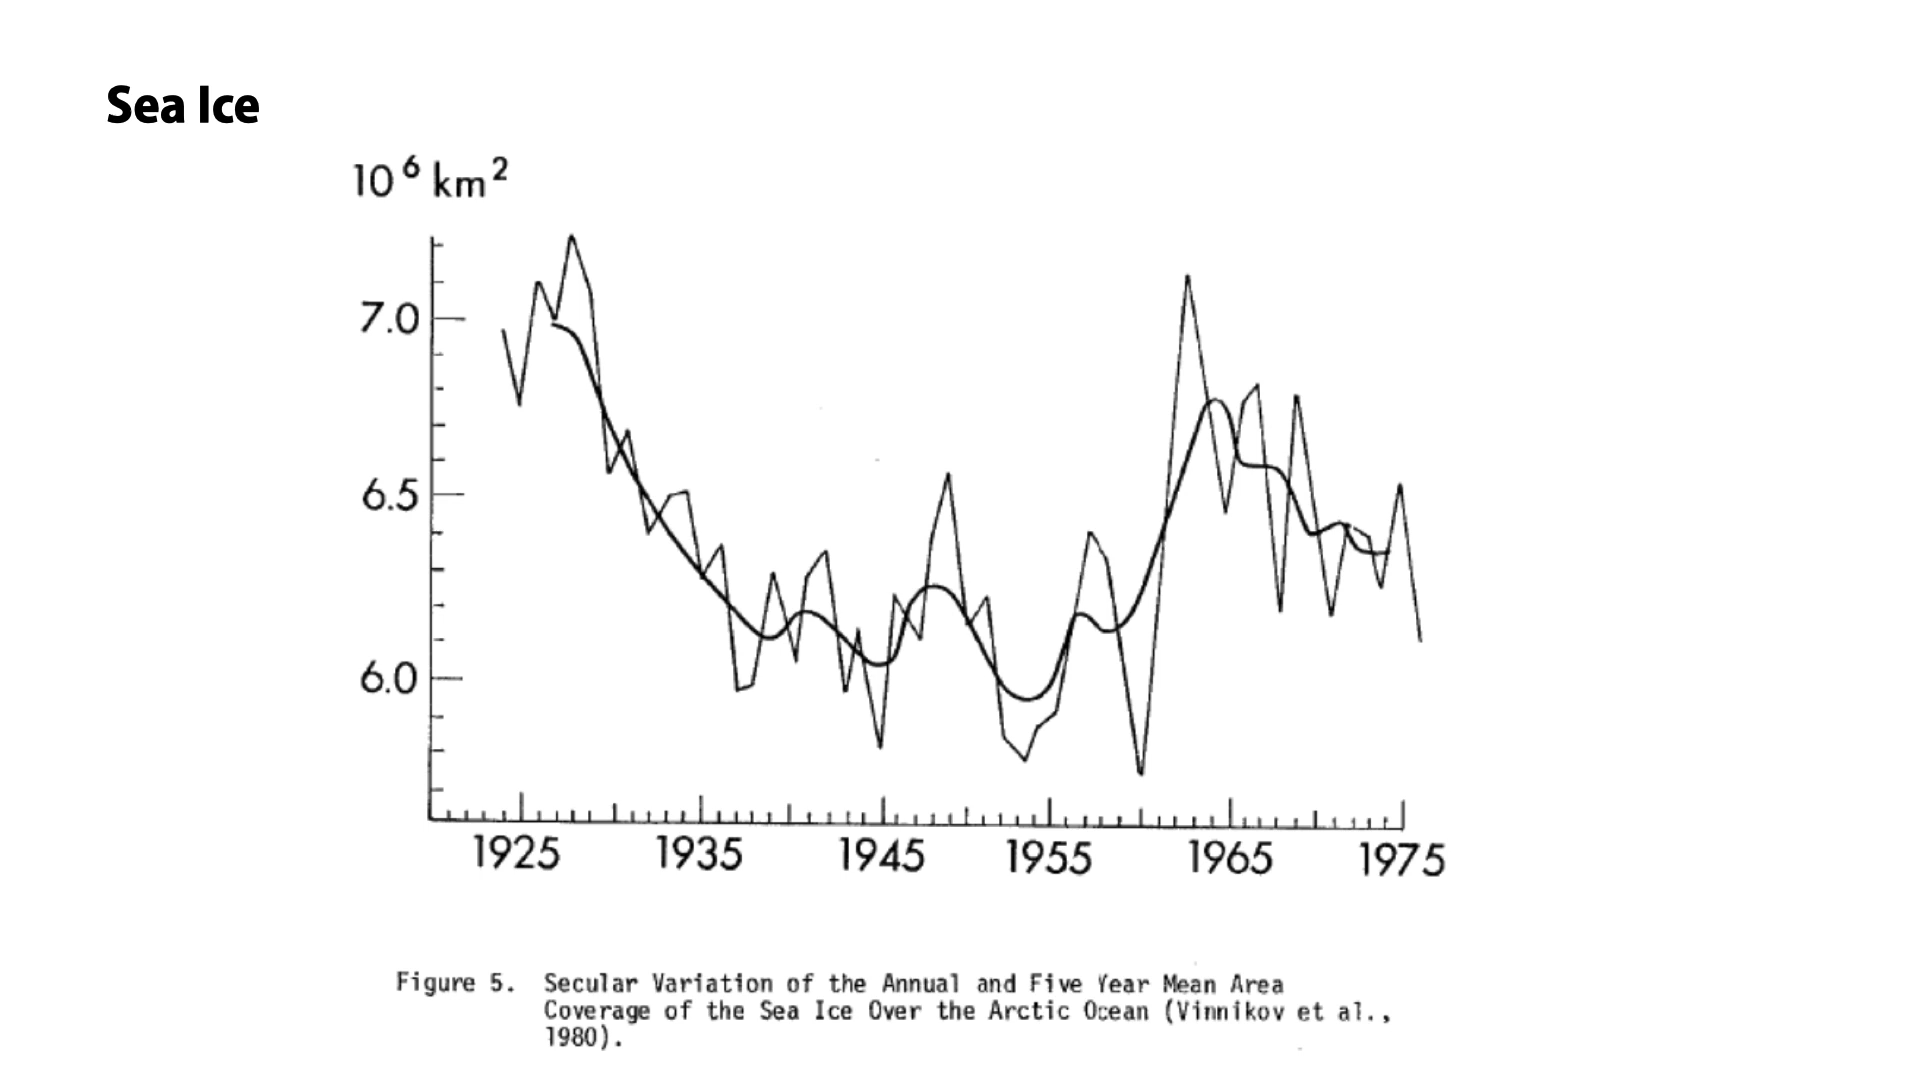 Sea Ice
10⁶ km²
7.0
6.5
6.0
1925 1935 1945 1955 1965 1975
Figure 5. Secular Variation of the Annual and Five Year Mean Area
Coverage of the Sea Ice Over the Arctic Ocean (Vinnikov et al.,
1980).